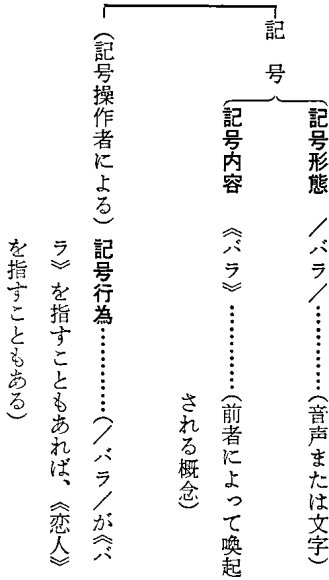 記号
記号形態　／バラ／…………（音声または文字）
記号内容　《バラ》…………（前者によって喚起
される概念）
（記号操作者による）記号行為…………（／バラ／が《バ
ラ》を指すこともあれば、《恋人》
を指すこともある）